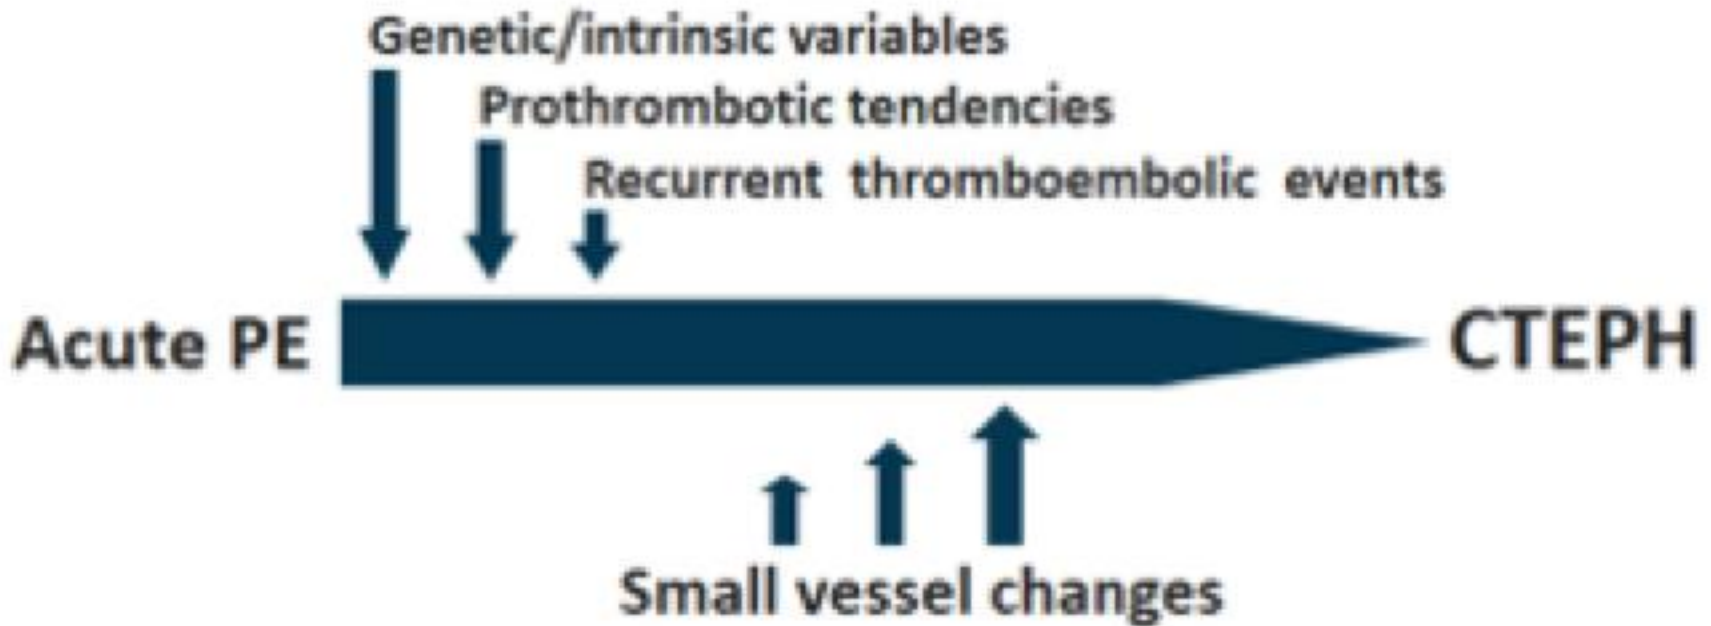 Genetic/intrinsic variables
Prothrombotic tendencies
Recurrent thromboembolic events
Acute PE
CTEPH
Small vessel changes